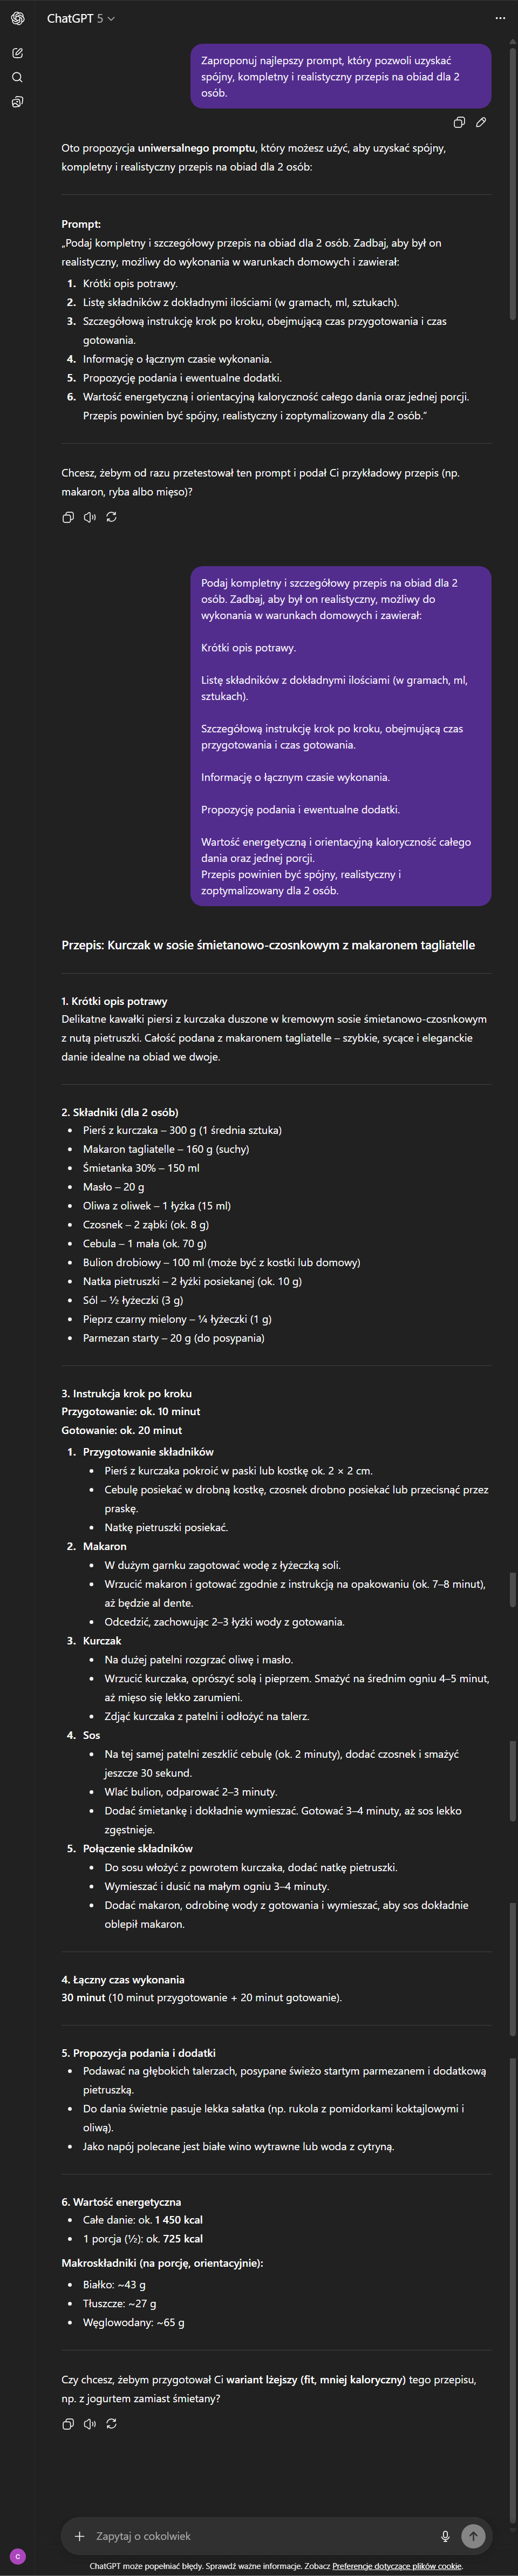 ChatGPT 5
Zaproponuj najlepszy prompt, który pozwoli uzyskać
spójny, kompletny i realistyczny przepis na obiad dla 2
osób.
Oto propozycja uniwersalnego promptu, który możesz użyć, aby uzyskać spójny,
kompletny i realistyczny przepis na obiad dla 2 osób:
Prompt:
„Podaj kompletny i szczegółowy przepis na obiad dla 2 osób. Zadbaj, aby był on
realistyczny, możliwy do wykonania w warunkach domowych i zawierał:
1. Krótki opis potrawy.
2. Listę składników z dokładnymi ilościami (w gramach, ml, sztukach).
3. Szczegółową instrukcję krok po kroku, obejmującą czas przygotowania i czas
gotowania.
4. Informację o łącznym czasie wykonania.
5. Propozycję podania i ewentualne dodatki.
6. Wartość energetyczną i orientacyjną kaloryczność całego dania oraz jednej porcji.
Przepis powinien być spójny, realistyczny i zoptymalizowany dla 2 osób.”
Chcesz, żebym od razu przetestował ten prompt i podał Ci przykładowy przepis (np.
makaron, ryba albo mięso)?
Podaj kompletny i szczegółowy przepis na obiad dla 2
osób. Zadbaj, aby był on realistyczny, możliwy do
wykonania w warunkach domowych i zawierał:
Krótki opis potrawy.
Listę składników z dokładnymi ilościami (w gramach, ml,
sztukach).
Szczegółową instrukcję krok po kroku, obejmującą czas
przygotowania i czas gotowania.
Informację o łącznym czasie wykonania.
Propozycję podania i ewentualne dodatki.
Wartość energetyczną i orientacyjną kaloryczność całego
dania oraz jednej porcji.
Przepis powinien być spójny, realistyczny i
zoptymalizowany dla 2 osób.
Przepis: Kurczak w sosie śmietanowo-czosnkowym z makaronem tagliatelle
1. Krótki opis potrawy
Delikatne kawałki piersi z kurczaka duszone w kremowym sosie śmietanowo-czosnkowym
z nutą pietruszki. Całość podana z makaronem tagliatelle – szybkie, sycące i eleganckie
danie idealne na obiad we dwoje.
2. Składniki (dla 2 osób)
• Pierś z kurczaka – 300 g (1 średnia sztuka)
• Makaron tagliatelle – 160 g (suchy)
• Śmietanka 30% – 150 ml
• Masło – 20 g
• Oliwa z oliwek – 1 łyżka (15 ml)
• Czosnek – 2 ząbki (ok. 8 g)
• Cebula – 1 mała (ok. 70 g)
• Bulion drobiowy – 100 ml (może być z kostki lub domowy)
• Natka pietruszki – 2 łyżki posiekanej (ok. 10 g)
• Sól – ½ łyżeczki (3 g)
• Pieprz czarny mielony – ¼ łyżeczki (1 g)
• Parmezan starty – 20 g (do posypania)
3. Instrukcja krok po kroku
Przygotowanie: ok. 10 minut
Gotowanie: ok. 20 minut
1. Przygotowanie składników
• Pierś z kurczaka pokroić w paski lub kostkę ok. 2 × 2 cm.
• Cebulę posiekać w drobną kostkę, czosnek drobno posiekać lub przecisnąć przez
praskę.
• Natkę pietruszki posiekać.
2. Makaron
• W dużym garnku zagotować wodę z łyżeczką soli.
• Wrzucić makaron i gotować zgodnie z instrukcją na opakowaniu (ok. 7–8 minut),
aż będzie al dente.
• Odcedzić, zachowując 2–3 łyżki wody z gotowania.
3. Kurczak
• Na dużej patelni rozgrzać oliwę i masło.
• Wrzucić kurczaka, oprószyć solą i pieprzem. Smażyć na średnim ogniu 4–5 minut,
aż mięso się lekko zarumieni.
• Zdjąć kurczaka z patelni i odłożyć na talerz.
4. Sos
• Na tej samej patelni zeszklić cebulę (ok. 2 minuty), dodać czosnek i smażyć
jeszcze 30 sekund.
• Wlać bulion, odparować 2–3 minuty.
• Dodać śmietankę i dokładnie wymieszać. Gotować 3–4 minuty, aż sos lekko
zgęstnieje.
5. Połączenie składników
• Do sosu włożyć z powrotem kurczaka, dodać natkę pietruszki.
• Wymieszać i dusić na małym ogniu 3–4 minuty.
• Dodać makaron, odrobinę wody z gotowania i wymieszać, aby sos dokładnie
oblepił makaron.
4. Łączny czas wykonania
30 minut (10 minut przygotowanie + 20 minut gotowanie).
5. Propozycja podania i dodatki
• Podawać na głębokich talerzach, posypane świeżo startym parmezanem i dodatkową
pietruszką.
• Do dania świetnie pasuje lekka sałatka (np. rukola z pomidorkami koktajlowymi i
oliwą).
• Jako napój polecane jest białe wino wytrawne lub woda z cytryną.
6. Wartość energetyczna
• Całe danie: ok. 1 450 kcal
• 1 porcja (½): ok. 725 kcal
Makroskładniki (na porcję, orientacyjnie):
• Białko: ~43 g
• Tłuszcze: ~27 g
• Węglowodany: ~65 g
Czy chcesz, żebym przygotował Ci wariant lżejszy (fit, mniej kaloryczny) tego przepisu,
np. z jogurtem zamiast śmietany?
Zapytaj o cokolwiek
C
ChatGPT może popełniać błędy. Sprawdź ważne informacje. Zobacz Preferencje dotyczące plików cookie.